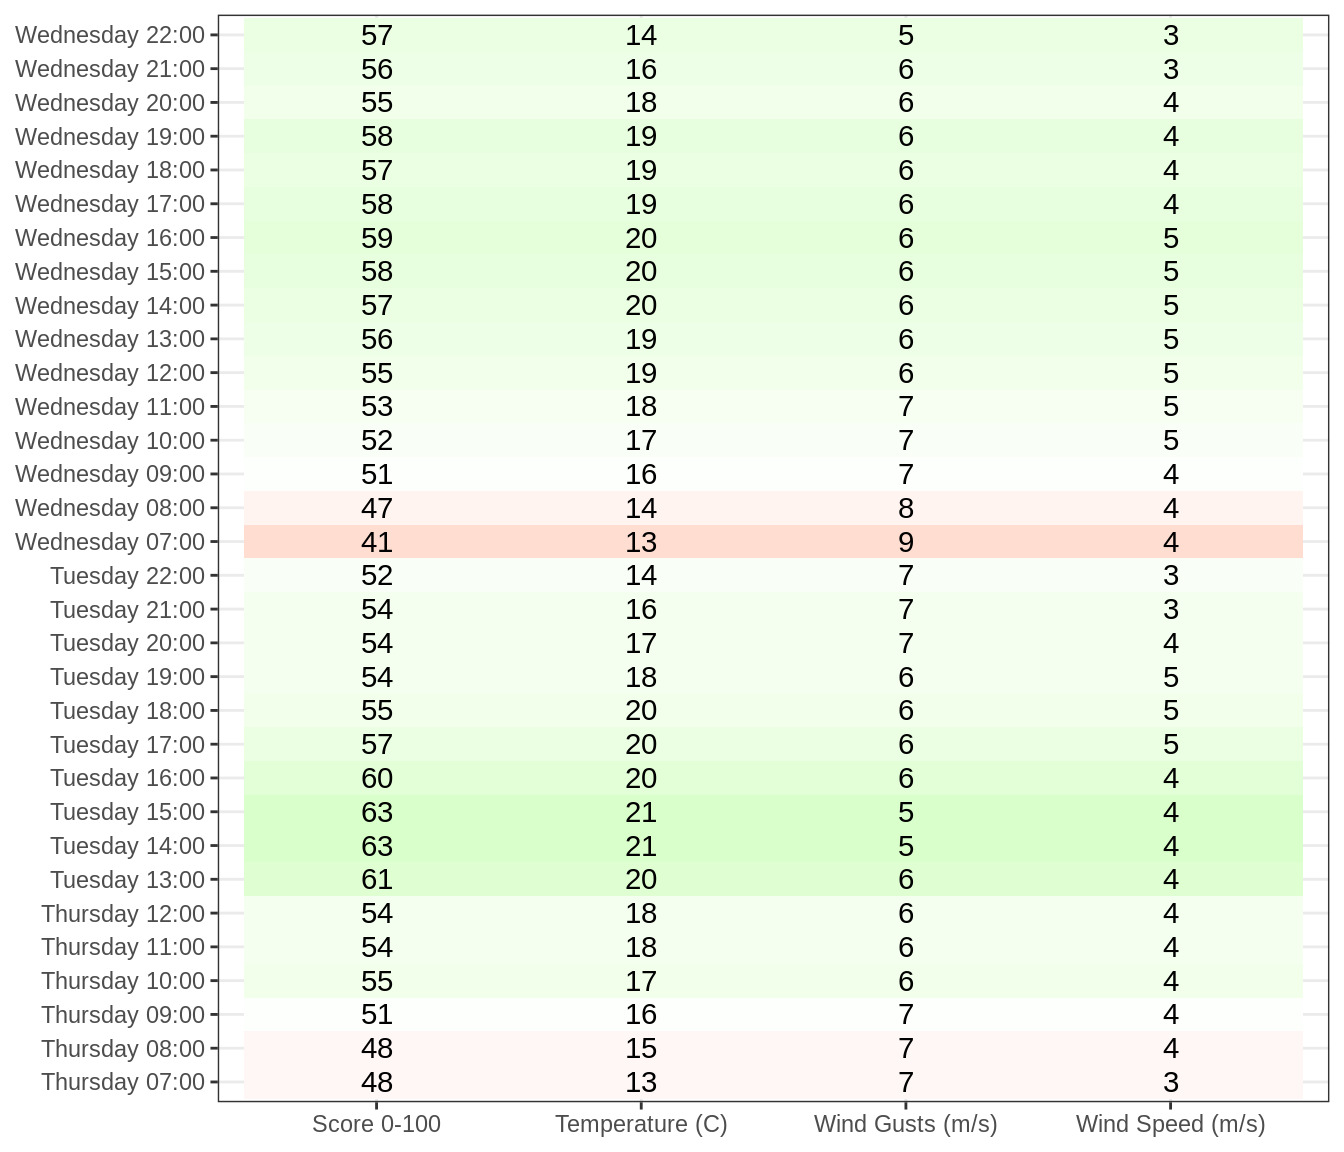 Wednesday 22:00 57 14 5 3
Wednesday 21:00 56 16 6 3
Wednesday 20:00 55 18 6 4
Wednesday 19:00 58 19 6 4
Wednesday 18:00 57 19 6 4
Wednesday 17:00 58 19 6 4
Wednesday 16:00 59 20 6 5
Wednesday 15:00 58 20 6 5
Wednesday 14:00 57 20 6 5
Wednesday 13:00 56 19 6 5
Wednesday 12:00 55 19 6 5
Wednesday 11:00 53 18 7 5
Wednesday 10:00 52 17 7 5
Wednesday 09:00 51 16 7 4
Wednesday 08:00 47 14 8 4
Wednesday 07:00 41 13 9 4
Tuesday 22:00 52 14 7 3
Tuesday 21:00 54 16 7 3
Tuesday 20:00 54 17 7 4
Tuesday 19:00 54 18 6 5
Tuesday 18:00 55 20 6 5
Tuesday 17:00 57 20 6 5
Tuesday 16:00 60 20 6 4
Tuesday 15:00 63 21 5 4
Tuesday 14:00 63 21 5 4
Tuesday 13:00 61 20 6 4
Thursday 12:00 54 18 6 4
Thursday 11:00 54 18 6 4
Thursday 10:00 55 17 6 4
Thursday 09:00 51 16 7 4
Thursday 08:00 48 15 7 4
Thursday 07:00 48 13 7 3
Score 0-100 Temperature (C) Wind Gusts (m/s) Wind Speed (m/s)